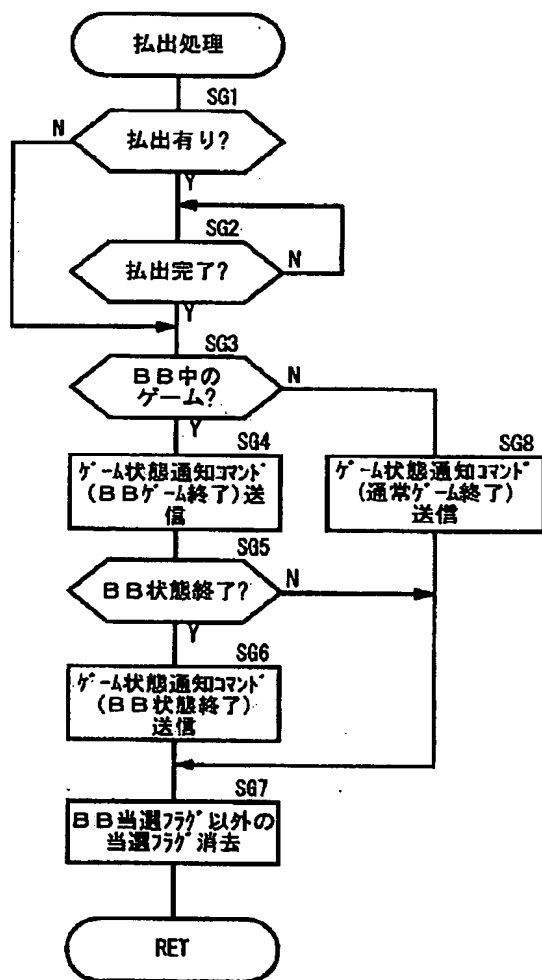 払出処理
SG1
N
払出有り?
Y
SG2
払出完了?
N
Y
SG3
BB中の
ゲーム?
N
Y
SG4
ゲーム状態通知コマンド
(BBゲーム終了)送
信
SG8
ゲーム状態通知コマンド
(通常ゲーム終了)
送信
SG5
BB状態終了?
N
Y
SG6
ゲーム状態通知コマンド
(BB状態終了)
送信
SG7
BB当選フラグ以外の
当選フラグ消去
RET